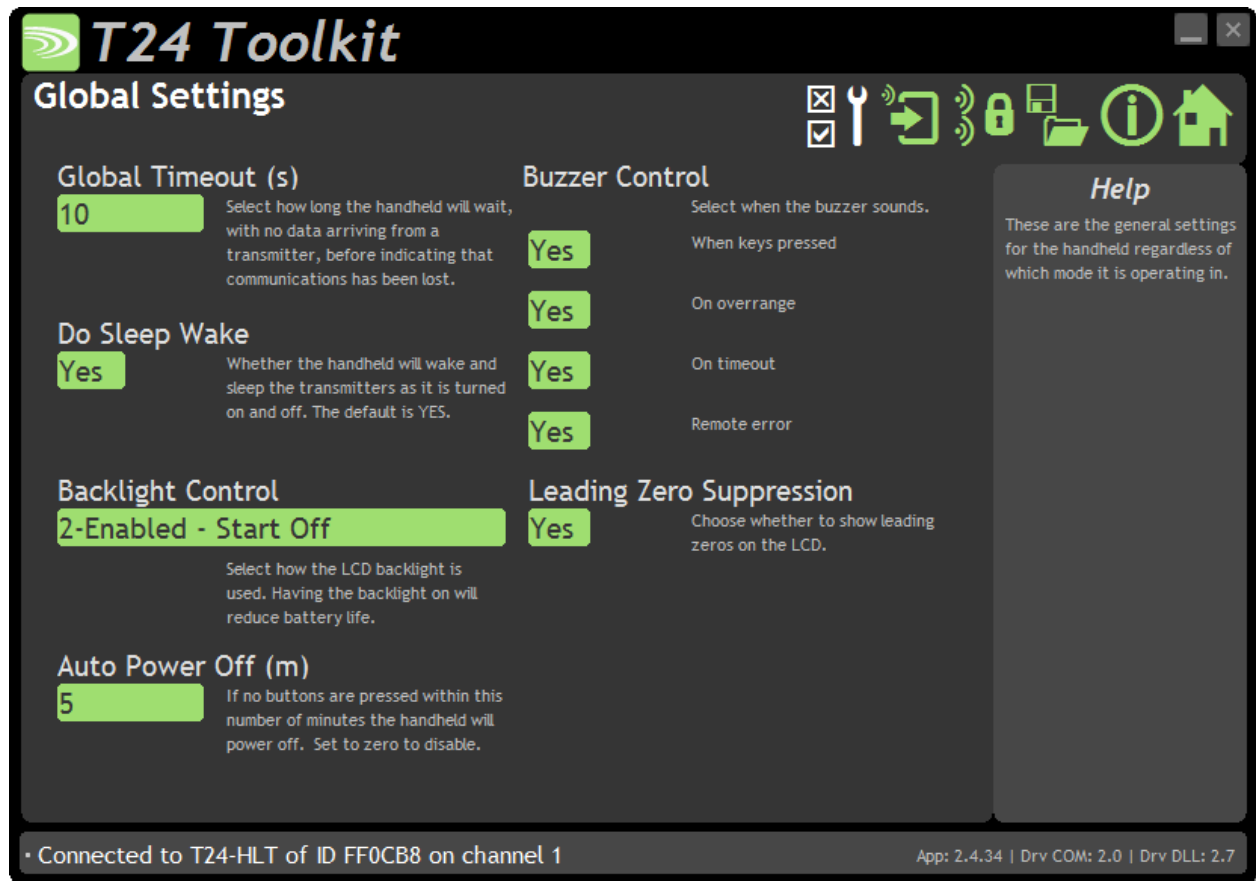 T24 Toolkit
Global Settings
Global Timeout (s)
10
Select how long the handheld will wait,
with no data arriving from a
transmitter, before indicating that
communications has been lost.
Do Sleep Wake
Yes
Whether the handheld will wake and
sleep the transmitters as it is turned
on and off. The default is YES.
Backlight Control
2-Enabled - Start Off
Select how the LCD backlight is
used. Having the backlight on will
reduce battery life.
Auto Power Off (m)
5
If no buttons are pressed within this
number of minutes the handheld will
power off. Set to zero to disable.
Buzzer Control
Select when the buzzer sounds.
Yes
When keys pressed
Yes
On overrange
Yes
On timeout
Yes
Remote error
Leading Zero Suppression
Yes
Choose whether to show leading
zeros on the LCD.
Help
These are the general settings
for the handheld regardless of
which mode it is operating in.
Connected to T24-HLT of ID FF0CB8 on channel 1
App: 2.4.34 | Drv COM: 2.0 | Drv DLL: 2.7